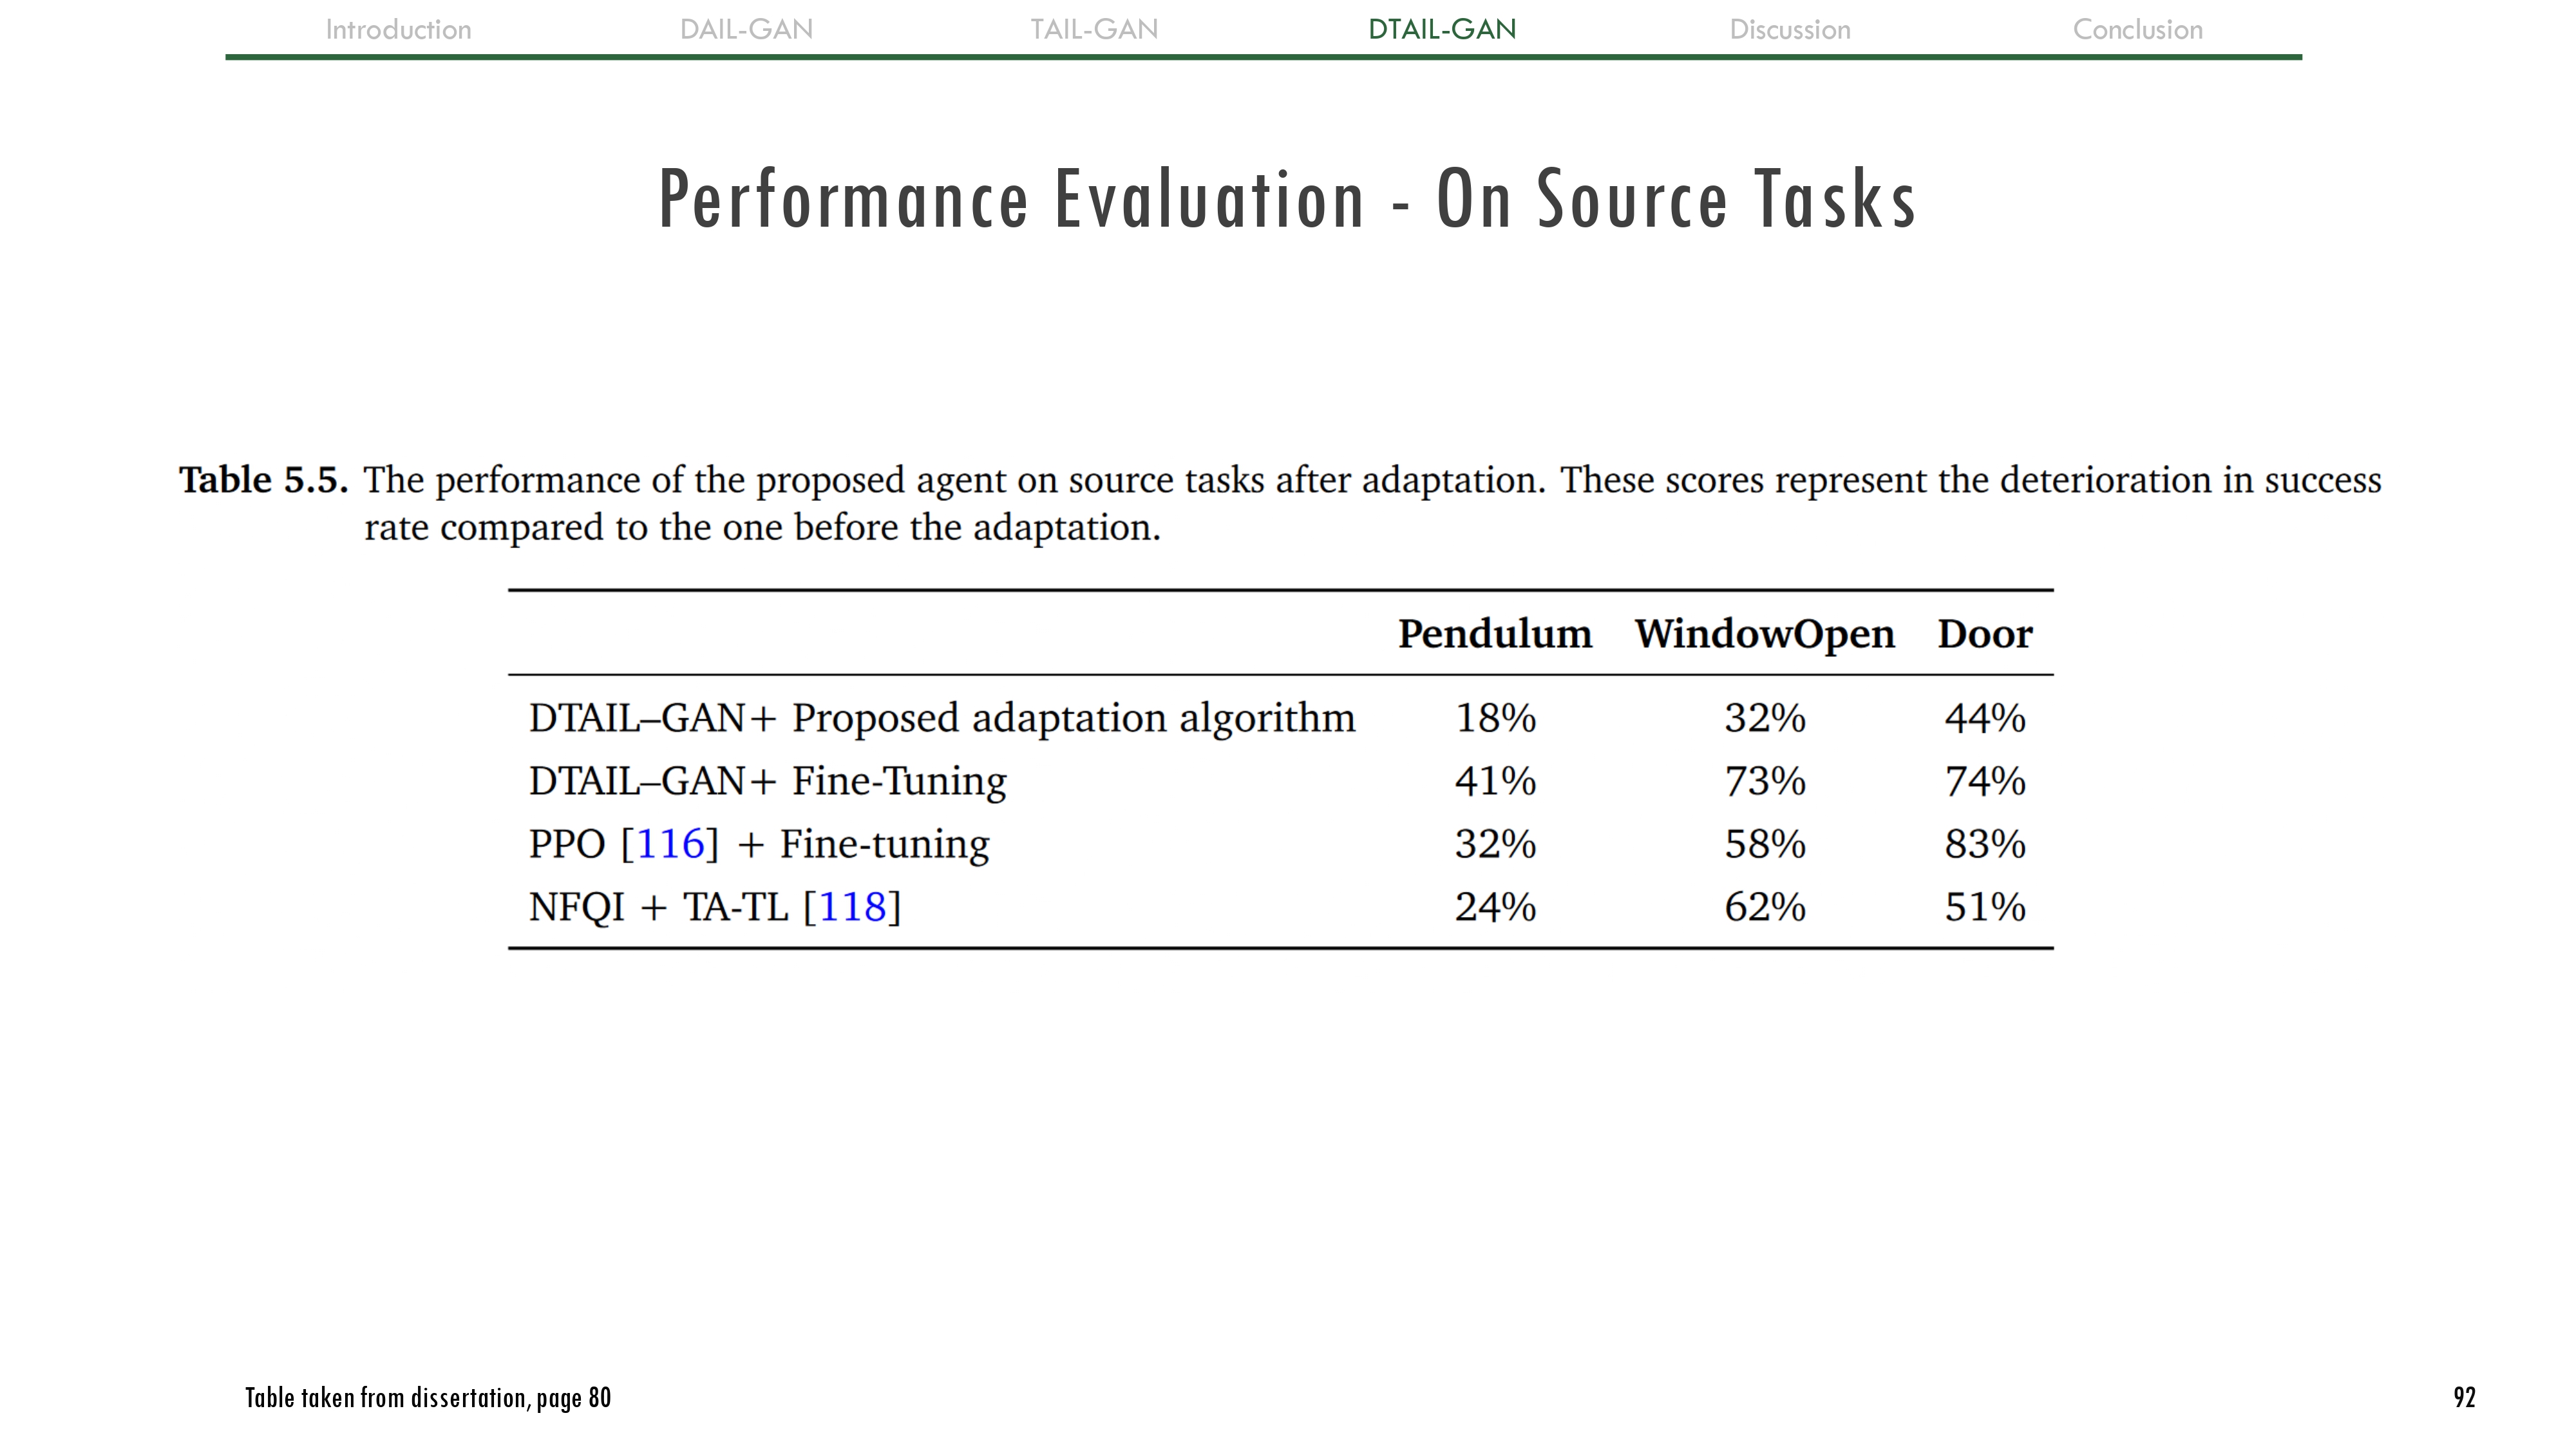 Introduction DAIL-GAN TAIL-GAN DTAIL-GAN Discussion Conclusion
Performance Evaluation - On Source Tasks
Table 5.5. The performance of the proposed agent on source tasks after adaptation. These scores represent the deterioration in success
rate compared to the one before the adaptation.
Pendulum WindowOpen Door
DTAIL–GAN+ Proposed adaptation algorithm 18% 32% 44%
DTAIL–GAN+ Fine-Tuning 41% 73% 74%
PPO [116] + Fine-tuning 32% 58% 83%
NFQI + TA-TL [118] 24% 62% 51%
Table taken from dissertation, page 80 92